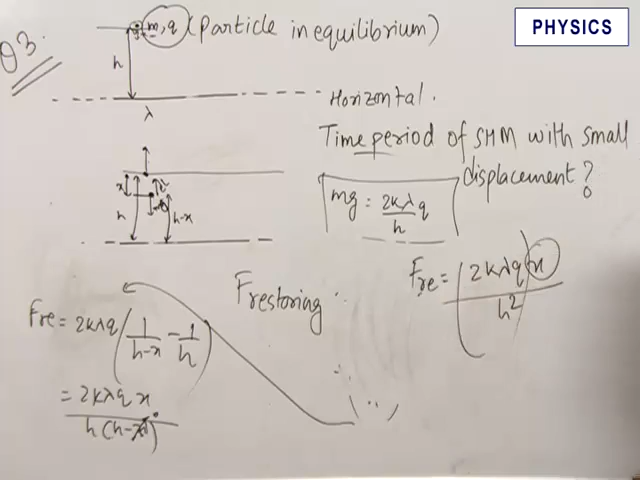 Q3.
m, q (Particle in equilibrium)
PHYSICS
h
Horizontal.
λ
Time period of SHM with small
displacement?
x
h
h-x
mg = 2kλq / h
Fre = (2kλq / h²) x
Frestoring
Fre = 2kλq (1/(h-x) - 1/h)
= 2kλq x / h(h-x)